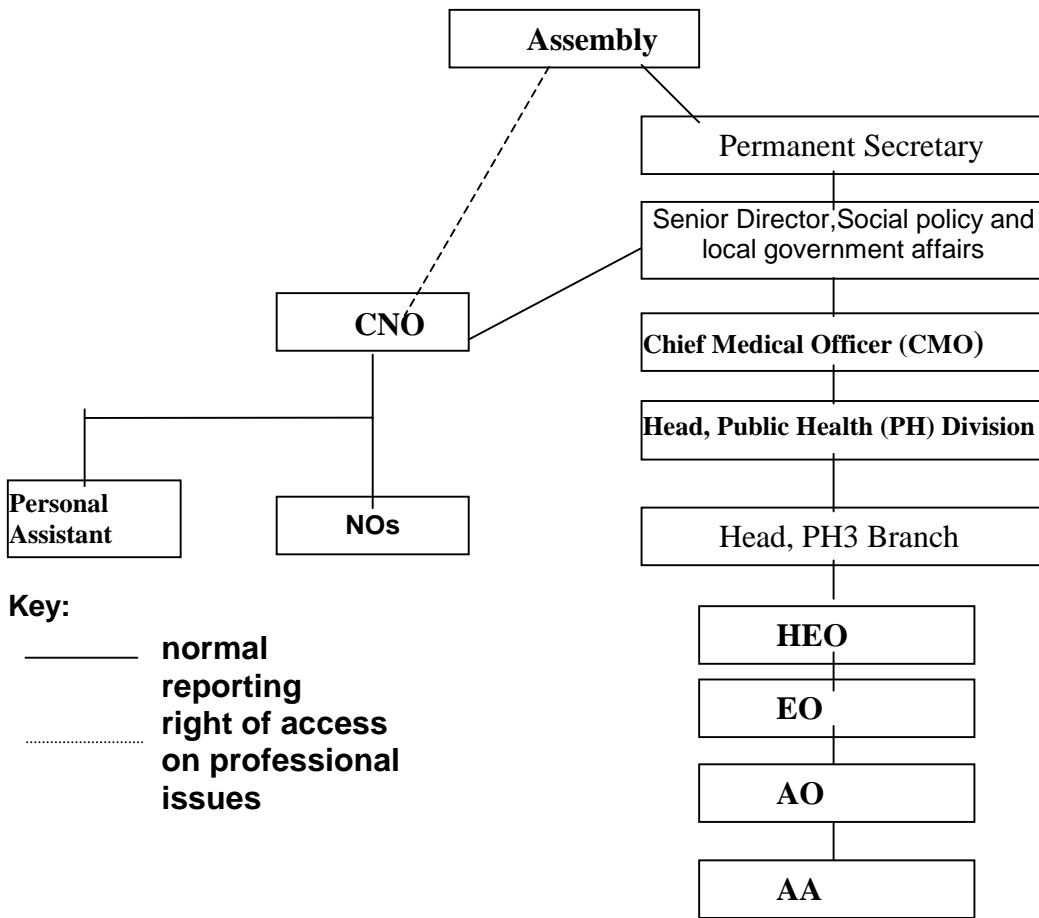 Assembly
Permanent Secretary
Senior Director,Social policy and
local government affairs
CNO
Chief Medical Officer (CMO)
Head, Public Health (PH) Division
Personal
Assistant
NOs
Head, PH3 Branch
Key:
normal
reporting
right of access
on professional
issues
HEO
EO
AO
AA